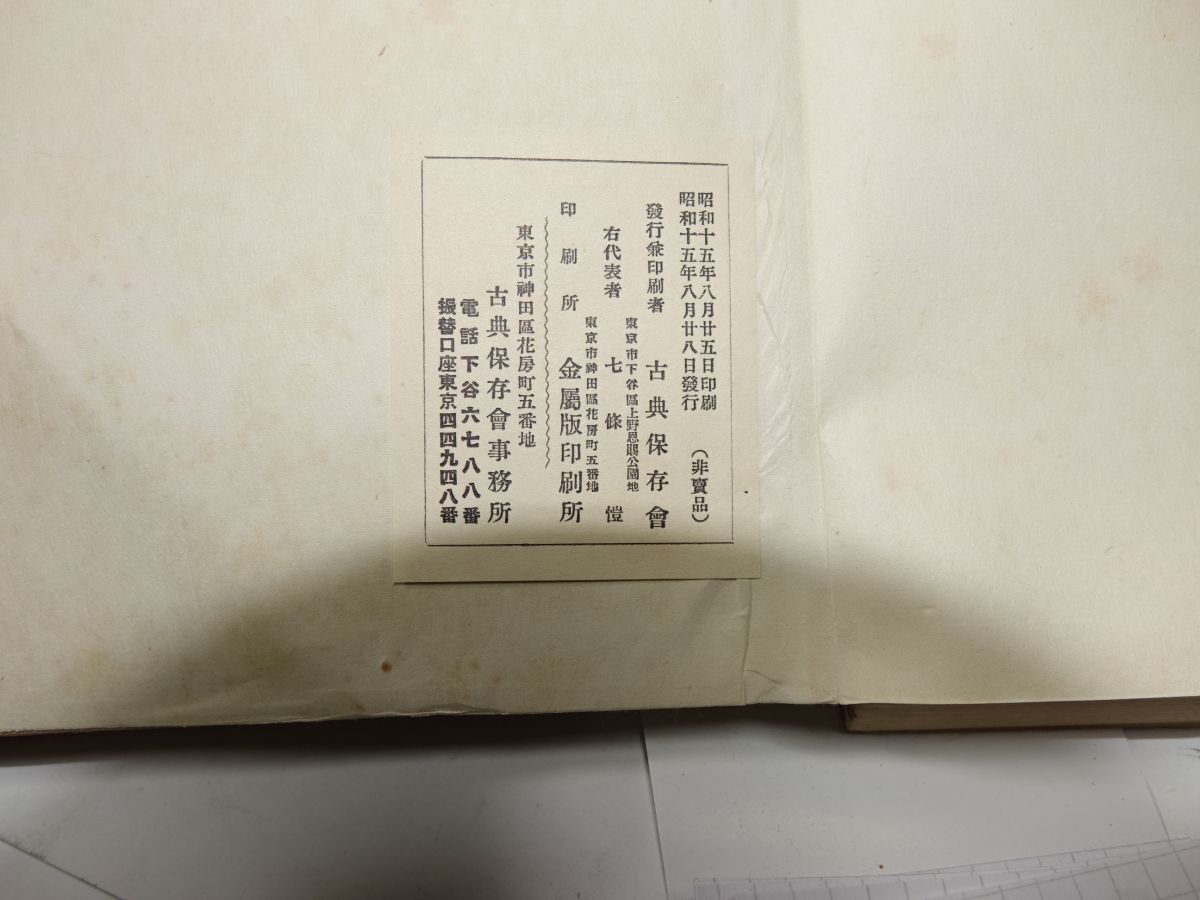 昭和十五年八月廿五日印刷
昭和十五年八月廿八日發行
(非賣品)
發行兼印刷者
東京市下谷區上野恩賜公園地
古典保存會
右代表者
七條愷
東京市神田區花房町五番地
印刷所
金屬版印刷所
東京市神田區花房町五番地
古典保存會事務所
電話下谷六七八八番
振替口座東京四四九四八番